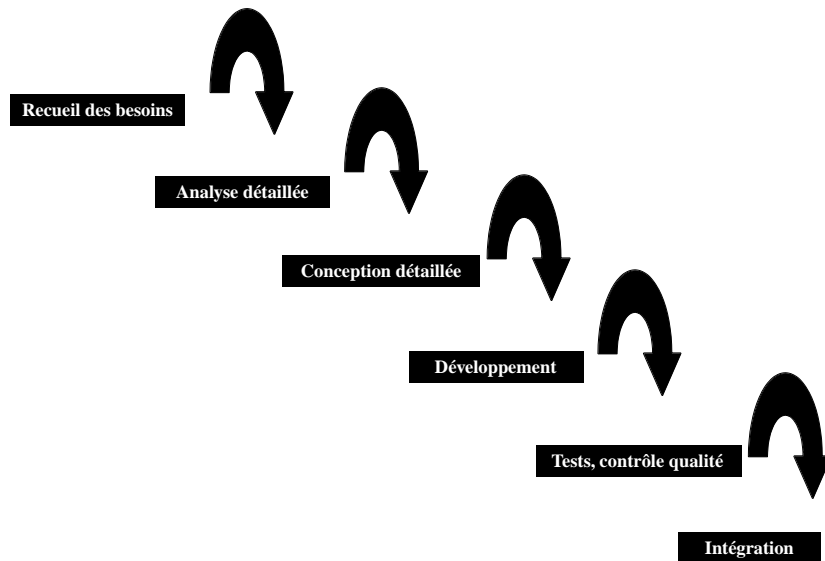 Recueil des besoins
Analyse détaillée
Conception détaillée
Développement
Tests, contrôle qualité
Intégration